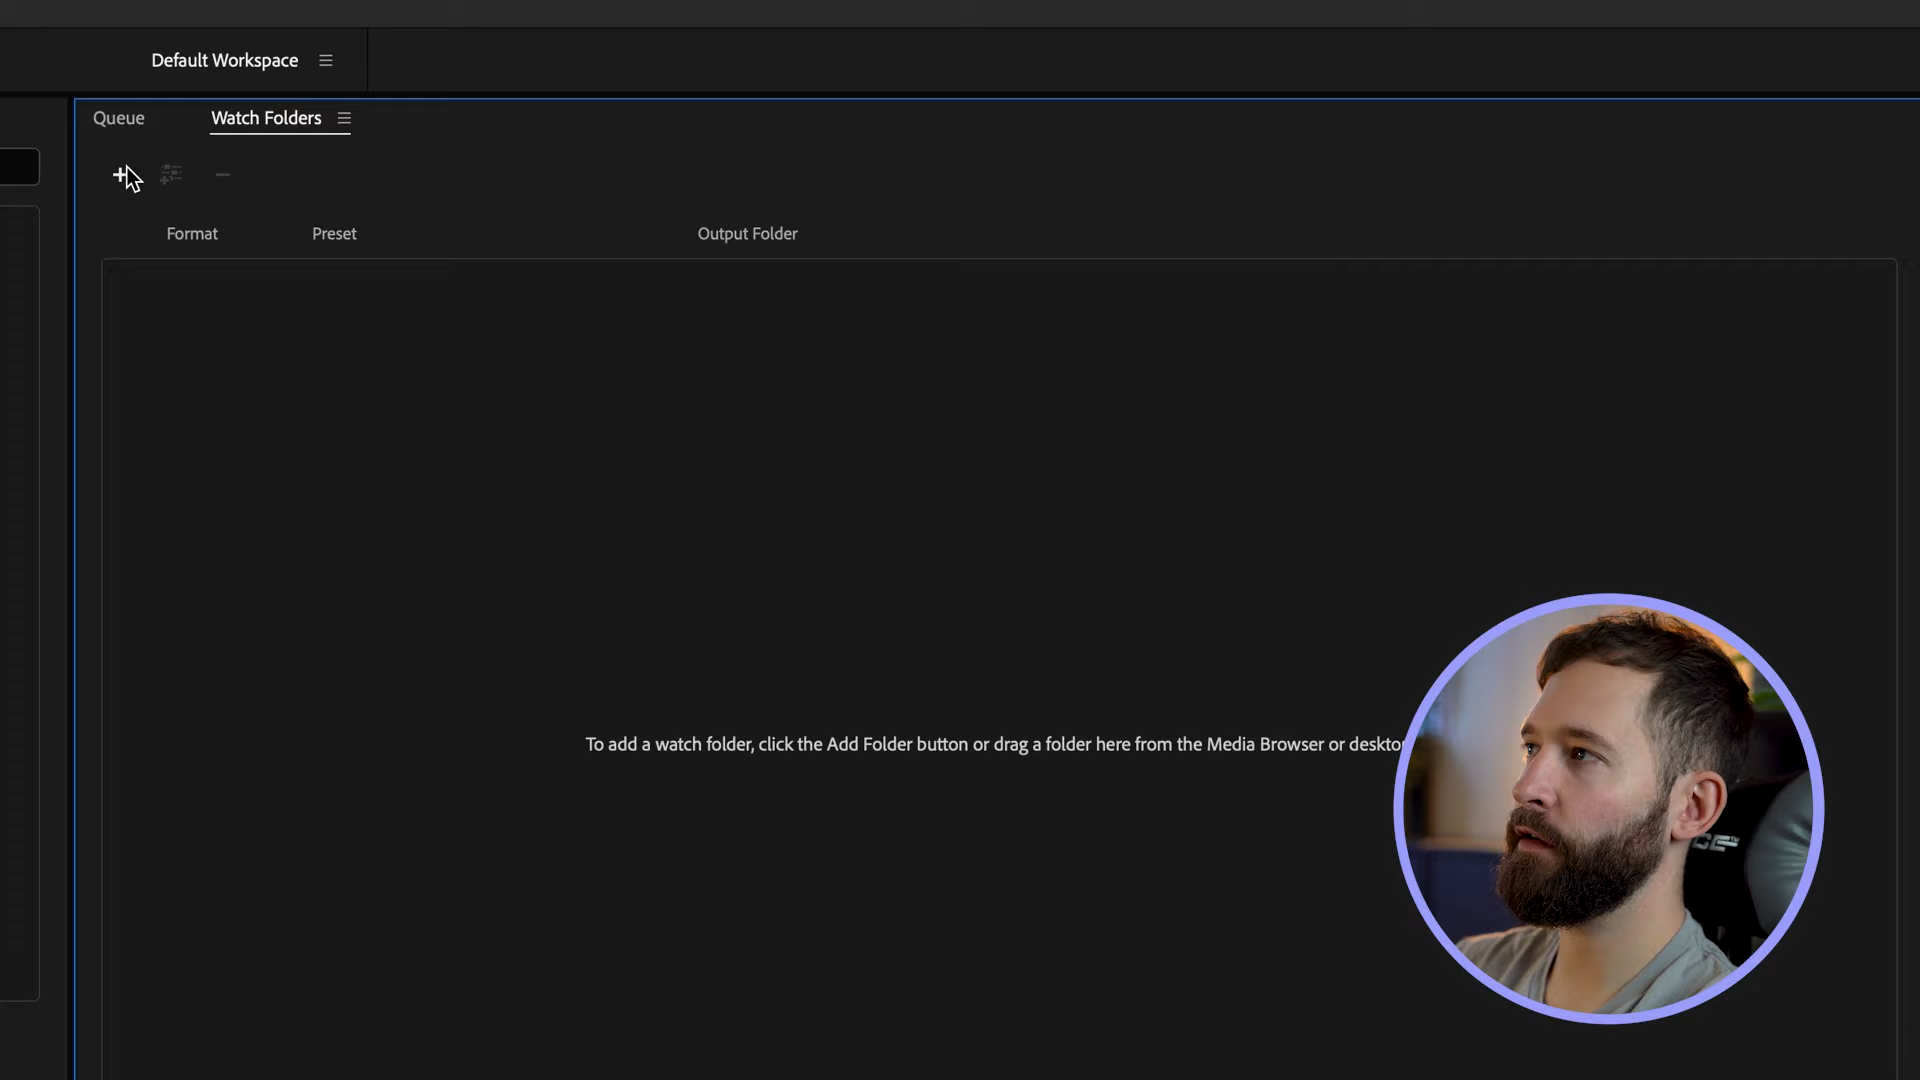 Default Workspace
Queue
Watch Folders
Format
Preset
Output Folder
To add a watch folder, click the Add Folder button or drag a folder here from the Media Browser or